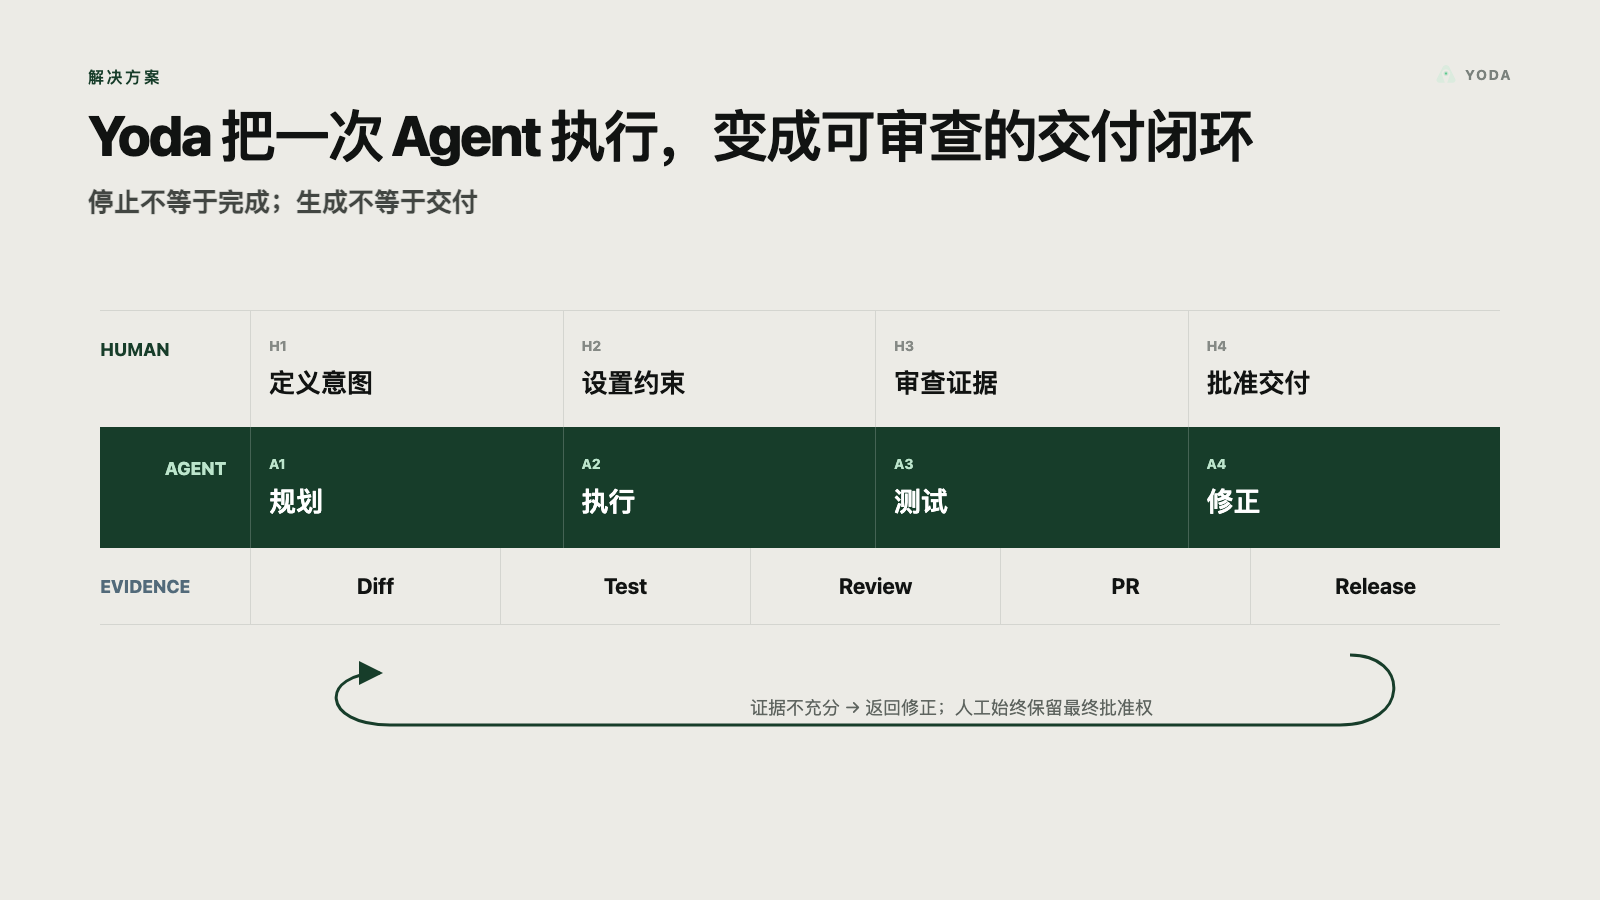 解决方案
YODA
Yoda 把一次 Agent 执行，变成可审查的交付闭环
停止不等于完成；生成不等于交付
HUMAN
H1
定义意图
H2
设置约束
H3
审查证据
H4
批准交付
AGENT
A1
规划
A2
执行
A3
测试
A4
修正
EVIDENCE
Diff
Test
Review
PR
Release
证据不充分 → 返回修正；人工始终保留最终批准权